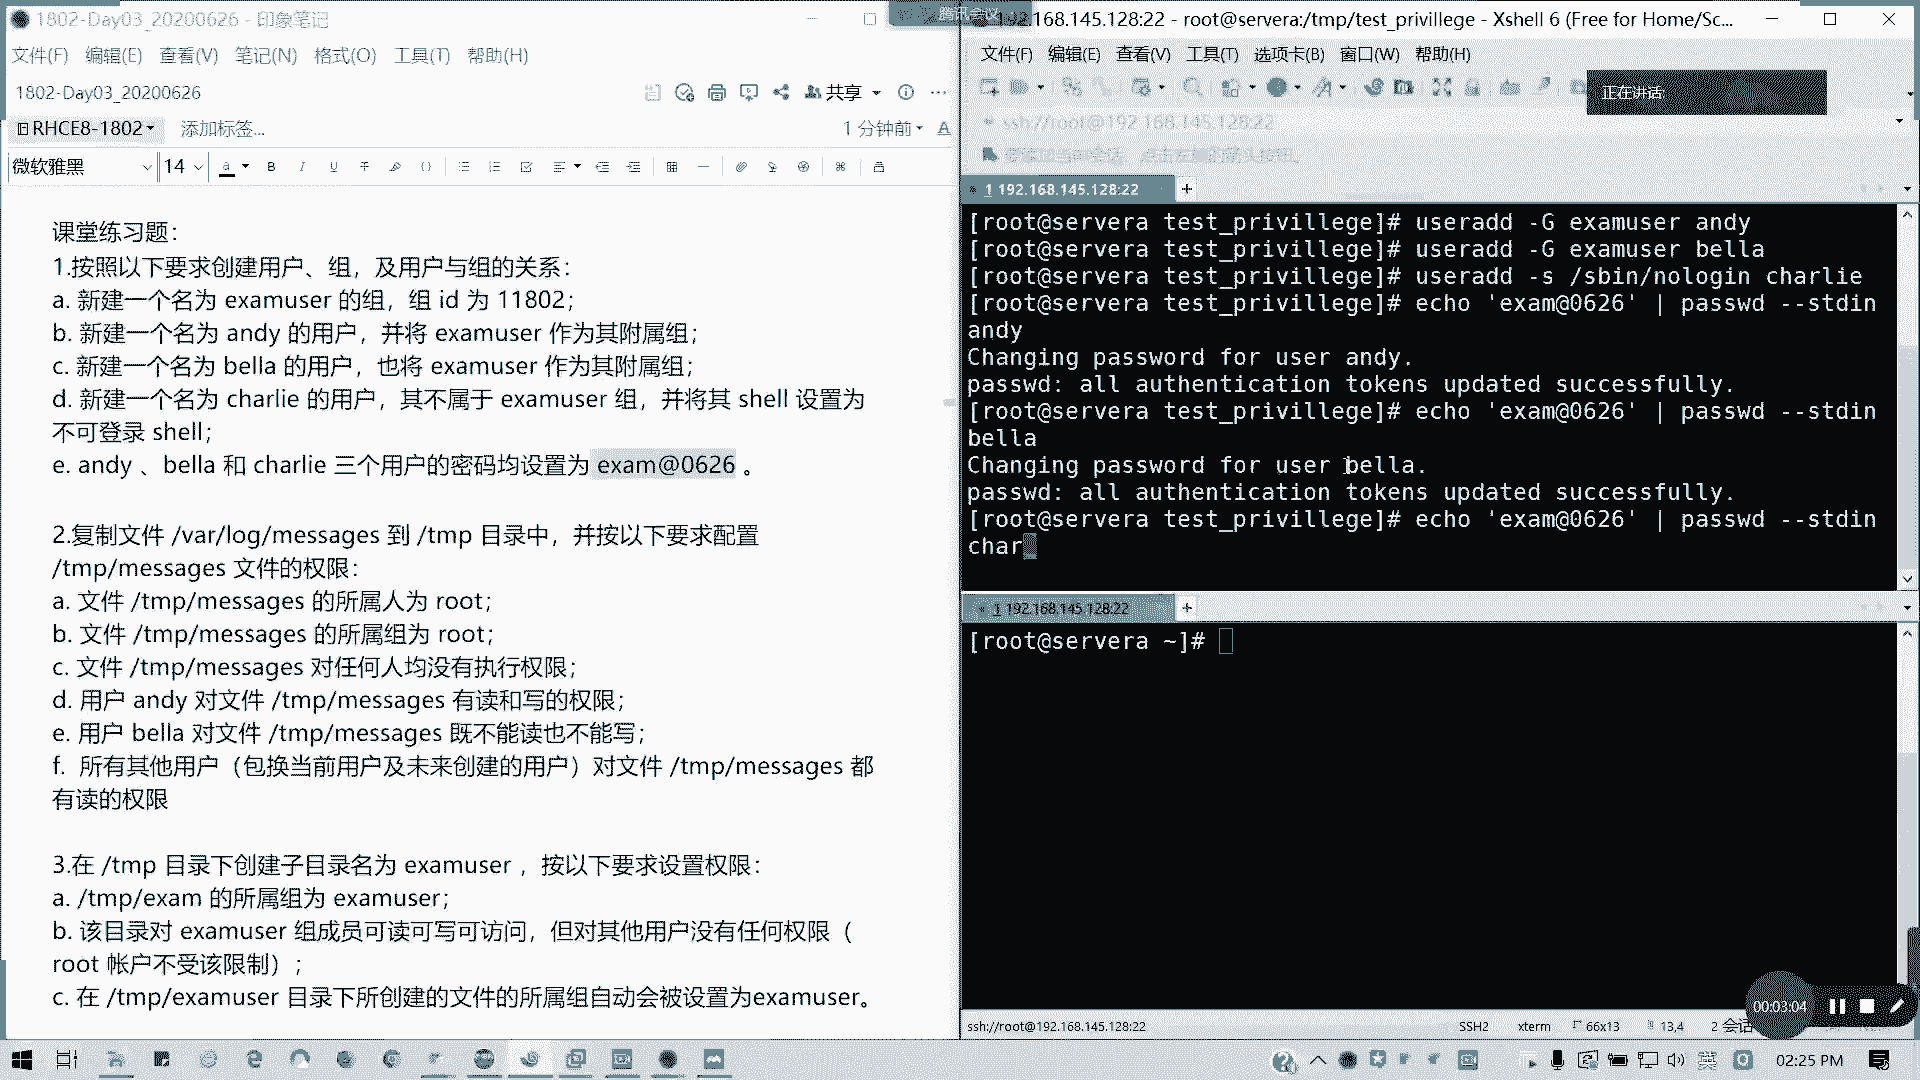 1802-Day03_20200626 - 印象笔记
文件(F) 编辑(E) 查看(V) 笔记(N) 格式(O) 工具(T) 帮助(H)
1802-Day03_20200626
共享
RHCE8-1802 添加标签...
1 分钟前
微软雅黑 14
课堂练习题：
1.按照以下要求创建用户、组，及用户与组的关系：
a. 新建一个名为 examuser 的组，组 id 为 11802；
b. 新建一个名为 andy 的用户，并将 examuser 作为其附属组；
c. 新建一个名为 bella 的用户，也将 examuser 作为其附属组；
d. 新建一个名为 charlie 的用户，其不属于 examuser 组，并将其 shell 设置为
不可登录 shell；
e. andy 、bella 和 charlie 三个用户的密码均设置为 exam@0626 。
2.复制文件 /var/log/messages 到 /tmp 目录中，并按以下要求配置
/tmp/messages 文件的权限：
a. 文件 /tmp/messages 的所属人为 root；
b. 文件 /tmp/messages 的所属组为 root；
c. 文件 /tmp/messages 对任何人均没有执行权限；
d. 用户 andy 对文件 /tmp/messages 有读和写的权限；
e. 用户 bella 对文件 /tmp/messages 既不能读也不能写；
f. 所有其他用户（包换当前用户及未来创建的用户）对文件 /tmp/messages 都
有读的权限
3.在 /tmp 目录下创建子目录名为 examuser ，按以下要求设置权限：
a. /tmp/exam 的所属组为 examuser；
b. 该目录对 examuser 组成员可读可写可访问，但对其他用户没有任何权限（
root 帐户不受该限制）；
c. 在 /tmp/examuser 目录下所创建的文件的所属组自动会被设置为examuser。
腾讯会议
192.168.145.128:22 - root@servera:/tmp/test_privillege - Xshell 6 (Free for Home/Sc...
文件(F) 编辑(E) 查看(V) 工具(T) 选项卡(B) 窗口(W) 帮助(H)
正在讲话:
ssh://root@192.168.145.128:22
要添加当前会话，点击左侧的箭头按钮。
1 192.168.145.128:22
[root@servera test_privillege]# useradd -G examuser andy
[root@servera test_privillege]# useradd -G examuser bella
[root@servera test_privillege]# useradd -s /sbin/nologin charlie
[root@servera test_privillege]# echo 'exam@0626' | passwd --stdin
andy
Changing password for user andy.
passwd: all authentication tokens updated successfully.
[root@servera test_privillege]# echo 'exam@0626' | passwd --stdin
bella
Changing password for user bella.
passwd: all authentication tokens updated successfully.
[root@servera test_privillege]# echo 'exam@0626' | passwd --stdin
char
1 192.168.145.128:22
[root@servera ~]#
00:03:04
ssh://root@192.168.145.128:22 SSH2 xterm 66x13 13,4 2 会话
英
02:25 PM